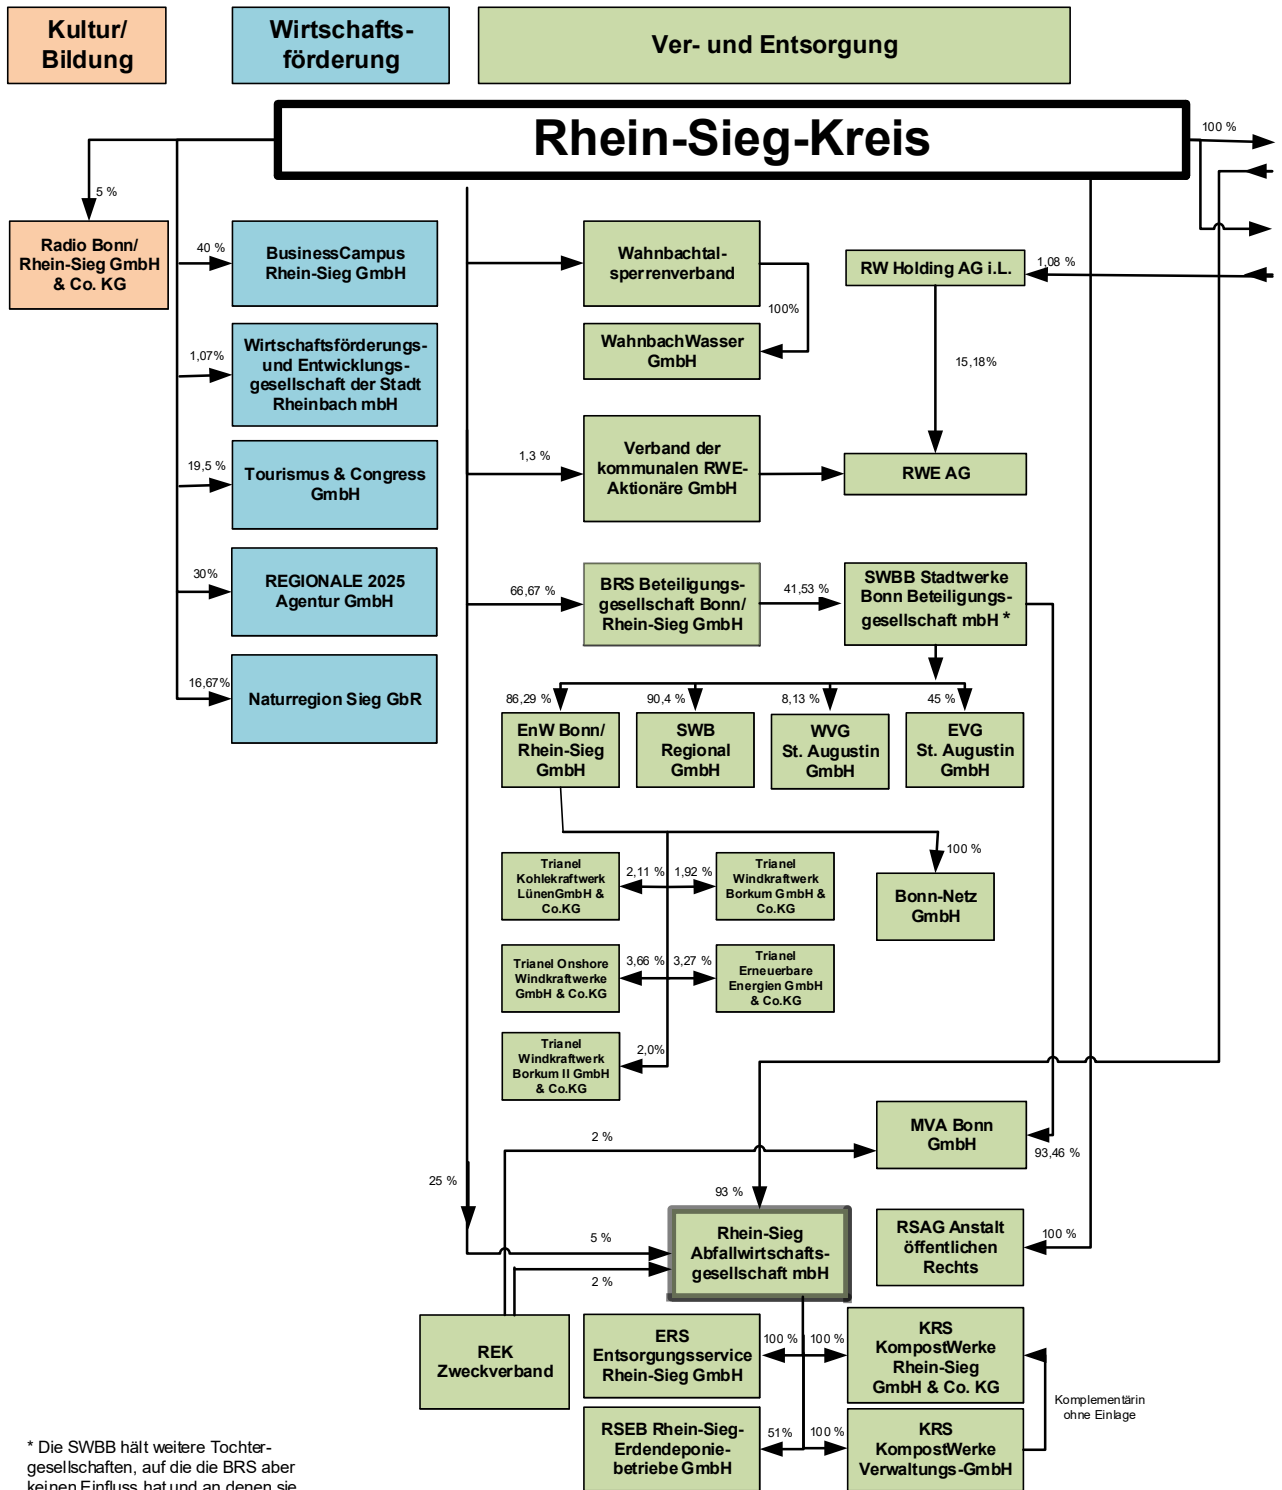 Kultur/
Bildung
Wirtschafts-
förderung
Ver- und Entsorgung
Rhein-Sieg-Kreis
100 %
5 %
Radio Bonn/
Rhein-Sieg GmbH
& Co. KG
40 %
BusinessCampus
Rhein-Sieg GmbH
Wahnbachtal-
sperrenverband
100%
WahnbachWasser
GmbH
RW Holding AG i.L.
1,08 %
15,18%
1,07%
Wirtschaftsförderungs-
und Entwicklungs-
gesellschaft der Stadt
Rheinbach mbH
19,5 %
Tourismus & Congress
GmbH
1,3 %
Verband der
kommunalen RWE-
Aktionäre GmbH
RWE AG
30%
REGIONALE 2025
Agentur GmbH
66,67 %
BRS Beteiligungs-
gesellschaft Bonn/
Rhein-Sieg GmbH
41,53 %
SWBB Stadtwerke
Bonn Beteiligungs-
gesellschaft mbH *
16,67%
Naturregion Sieg GbR
86,29 %
90,4 %
8,13 %
45 %
EnW Bonn/
Rhein-Sieg
GmbH
SWB
Regional
GmbH
WVG
St. Augustin
GmbH
EVG
St. Augustin
GmbH
Trianel
Kohlekraftwerk
LünenGmbH &
Co.KG
2,11 %
1,92 %
Trianel
Windkraftwerk
Borkum GmbH &
Co.KG
100 %
Bonn-Netz
GmbH
Trianel Onshore
Windkraftwerke
GmbH & Co.KG
3,66 %
3,27 %
Trianel
Erneuerbare
Energien GmbH
& Co.KG
Trianel
Windkraftwerk
Borkum II GmbH
& Co.KG
2,0%
2 %
MVA Bonn
GmbH
93,46 %
25 %
93 %
5 %
2 %
Rhein-Sieg
Abfallwirtschafts-
gesellschaft mbH
RSAG Anstalt
öffentlichen
Rechts
100 %
REK
Zweckverband
ERS
Entsorgungsservice
Rhein-Sieg GmbH
100 %
100 %
KRS
KompostWerke
Rhein-Sieg
GmbH & Co. KG
Komplementärin
ohne Einlage
RSEB Rhein-Sieg-
Erdendeponie-
betriebe GmbH
51%
100 %
KRS
KompostWerke
Verwaltungs-GmbH
* Die SWBB hält weitere Tochter-
gesellschaften, auf die die BRS aber
keinen Einfluss hat und an denen sie